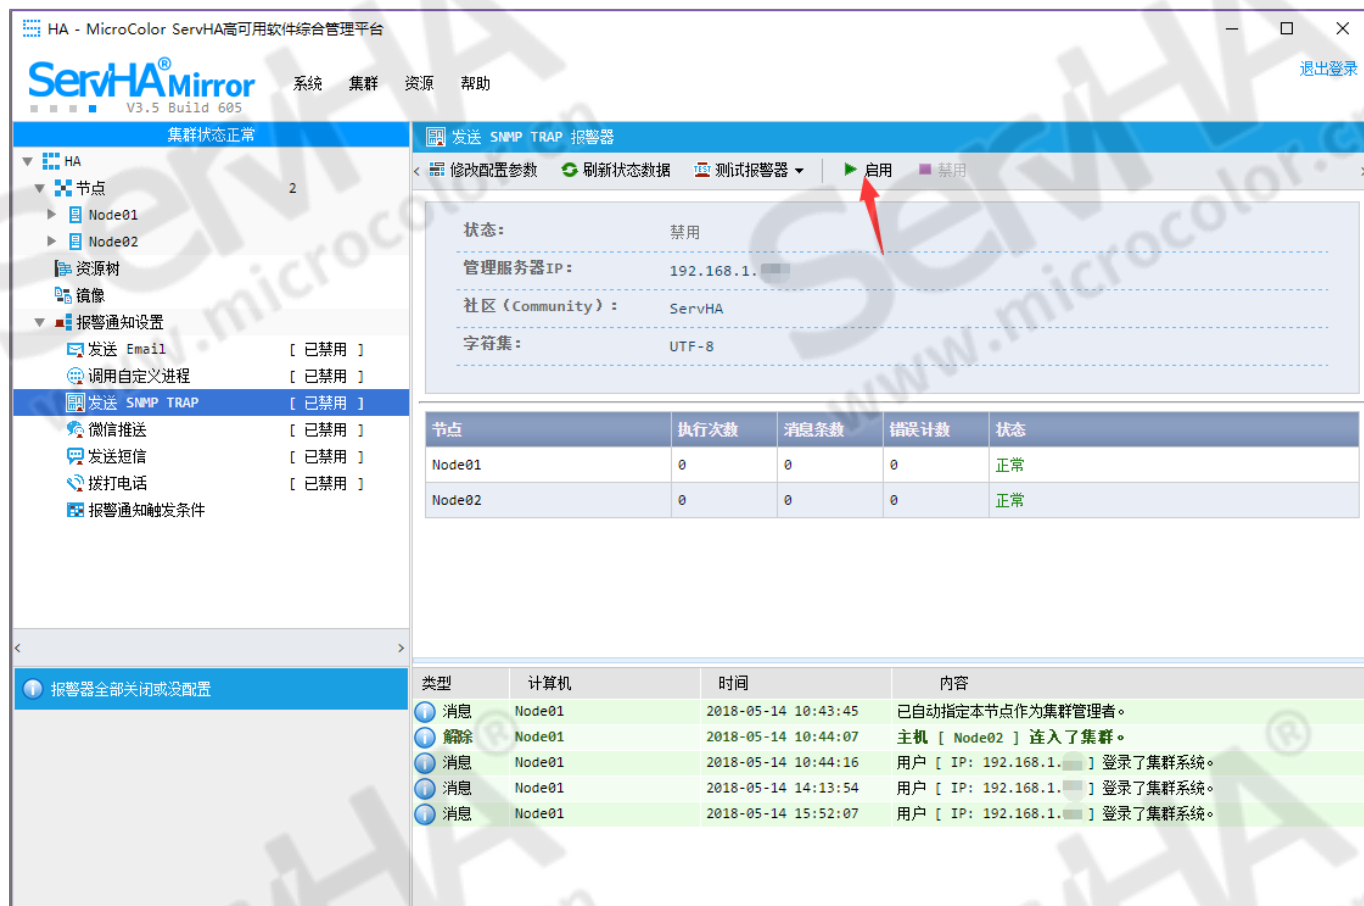 HA - MicroColor ServHA高可用软件综合管理平台
ServHA® Mirror
V3.5 Build 605
系统 集群 资源 帮助
退出登录
集群状态正常
HA
节点 2
Node01
Node02
资源树
镜像
报警通知设置
发送 Email [ 已禁用 ]
调用自定义进程 [ 已禁用 ]
发送 SNMP TRAP [ 已禁用 ]
微信推送 [ 已禁用 ]
发送短信 [ 已禁用 ]
拨打电话 [ 已禁用 ]
报警通知触发条件
报警器全部关闭或没配置
发送 SNMP TRAP 报警器
修改配置参数 刷新状态数据 TEST 测试报警器 启用 禁用
状态: 禁用
管理服务器IP: 192.168.1.
社区(Community): ServHA
字符集: UTF-8
节点 执行次数 消息条数 错误计数 状态
Node01 0 0 0 正常
Node02 0 0 0 正常
类型 计算机 时间 内容
消息 Node01 2018-05-14 10:43:45 已自动指定本节点作为集群管理者。
解除 Node01 2018-05-14 10:44:07 主机 [ Node02 ] 连入了集群。
消息 Node01 2018-05-14 10:44:16 用户 [ IP: 192.168.1. ] 登录了集群系统。
消息 Node01 2018-05-14 14:13:54 用户 [ IP: 192.168.1. ] 登录了集群系统。
消息 Node01 2018-05-14 15:52:07 用户 [ IP: 192.168.1. ] 登录了集群系统。
ServHA
www.microcolor.cn
ServHA
www.microcolor.cn